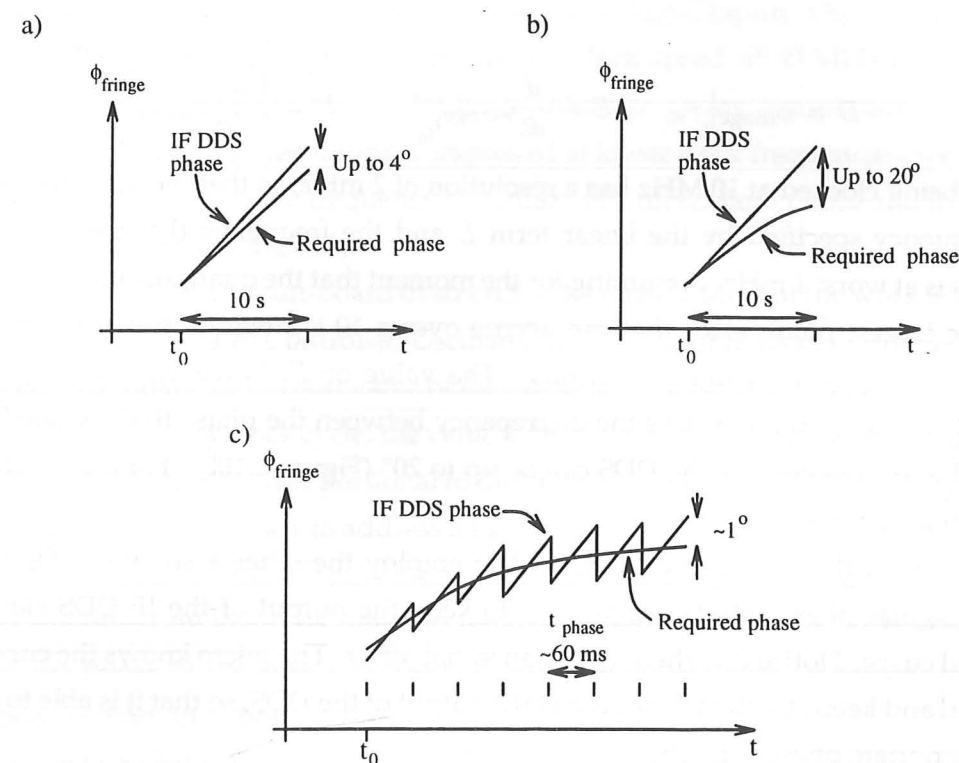 a)
ϕfringe
IF DDS
phase
Up to 4°
Required phase
10 s
t0
t
b)
ϕfringe
IF DDS
phase
Up to 20°
Required phase
10 s
t0
t
c)
ϕfringe
IF DDS phase
~1°
Required phase
tphase
~60 ms
t0
t